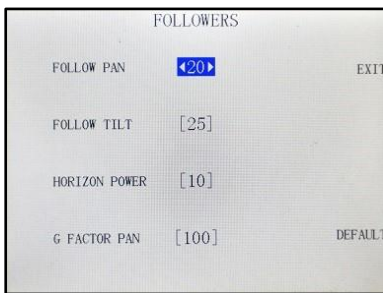 FOLLOWERS
FOLLOW PAN ◀20▶ EXIT
FOLLOW TILT [25]
HORIZON POWER [10]
G FACTOR PAN [100] DEFAULT